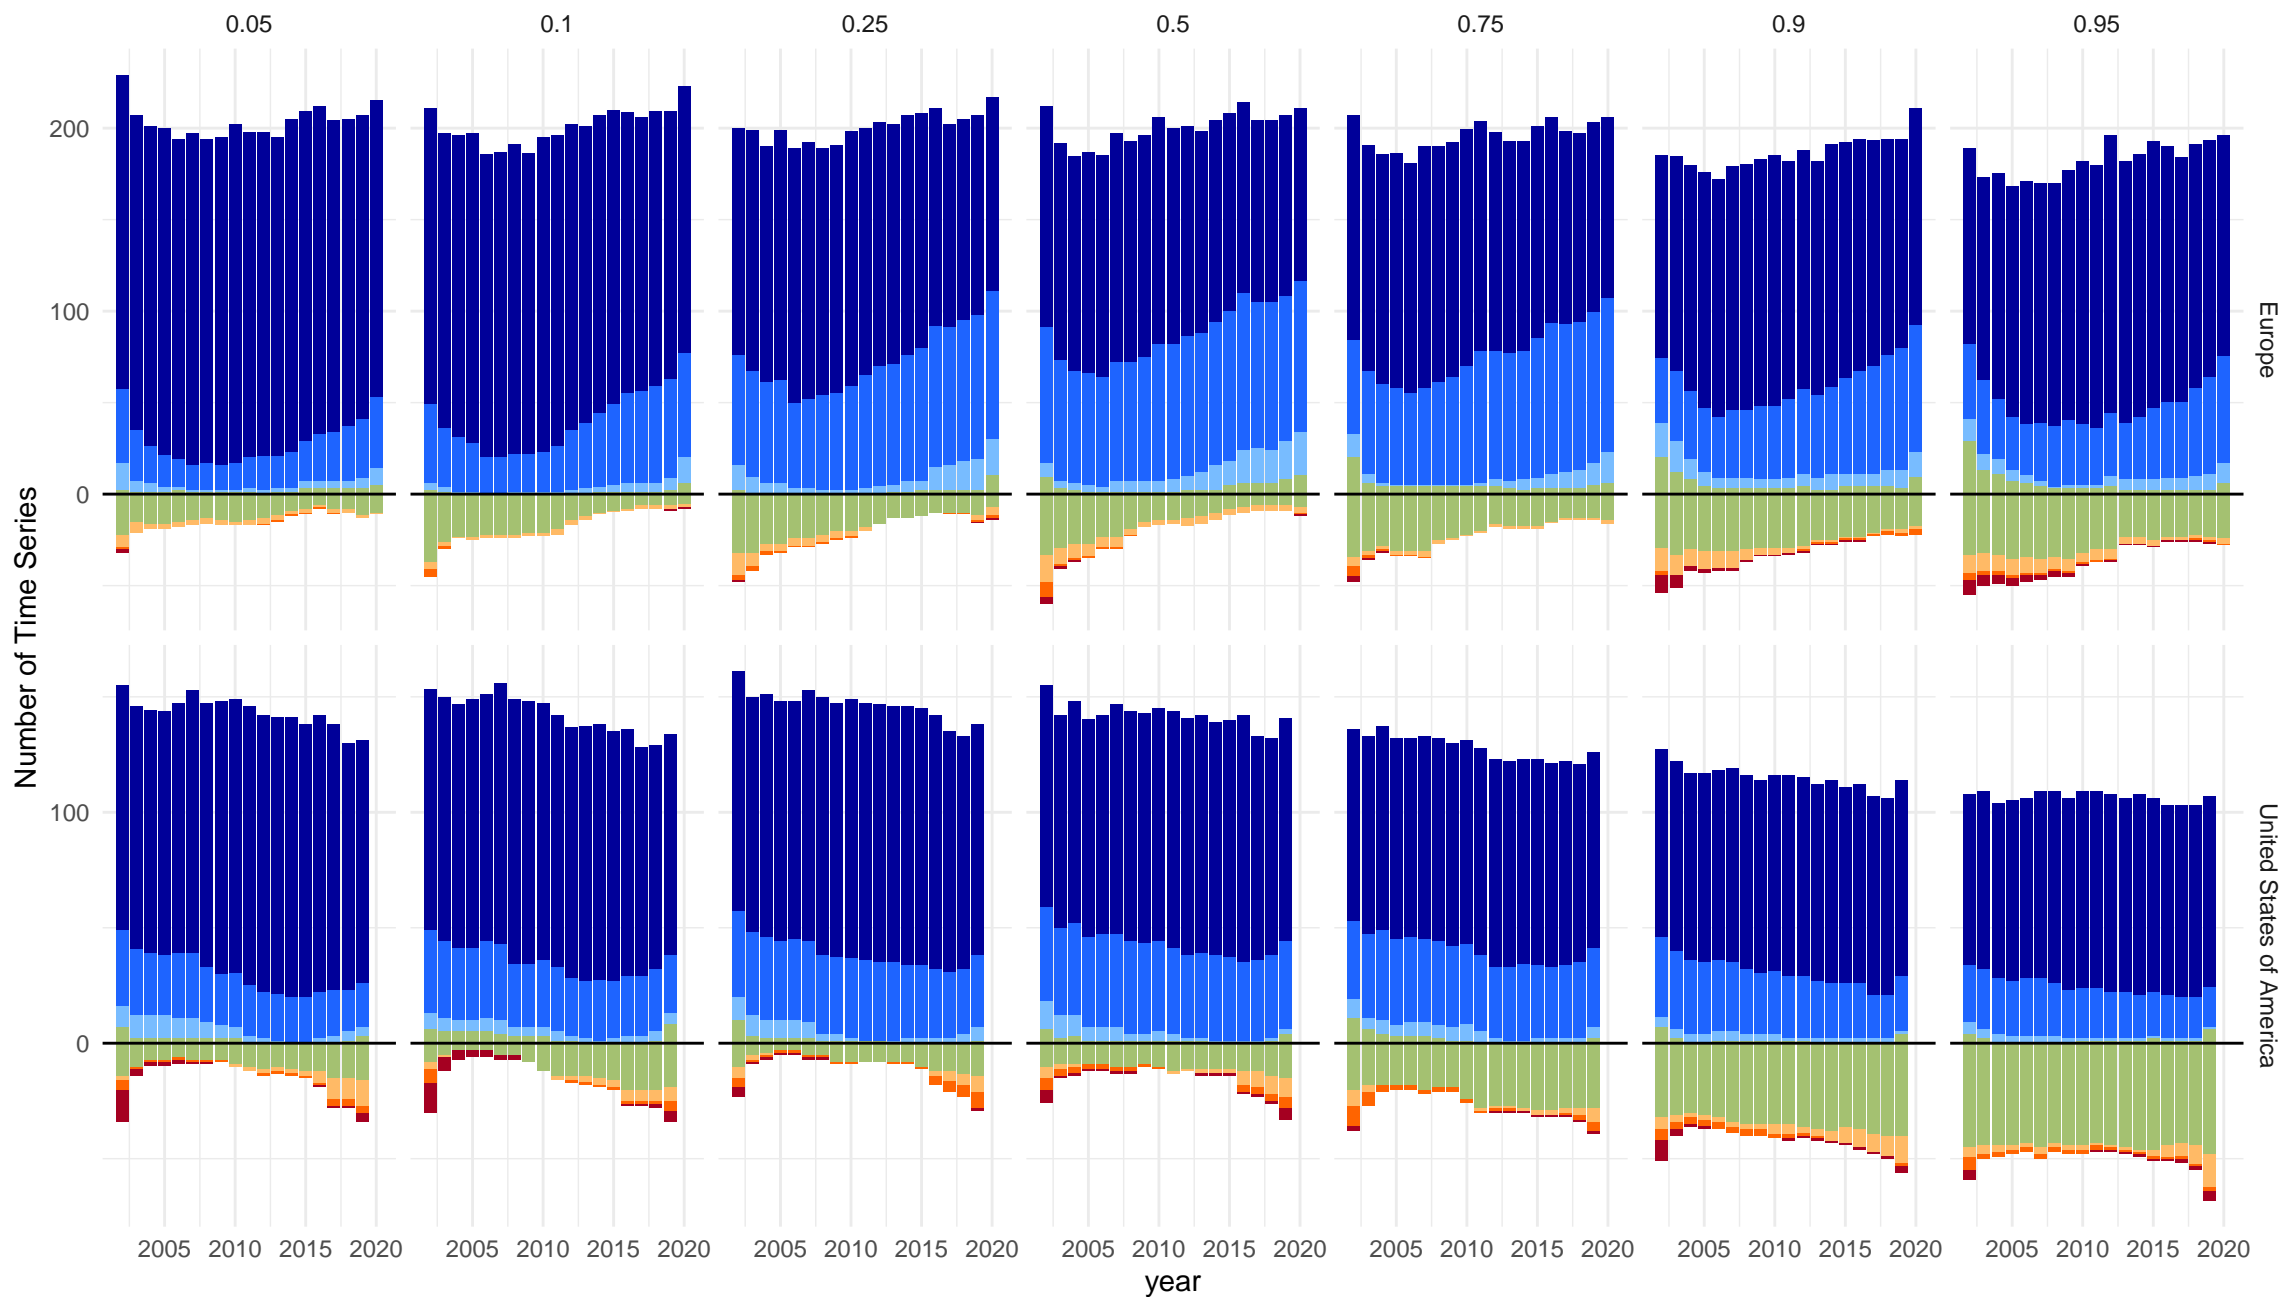 0.05 0.1 0.25 0.5 0.75 0.9 0.95
200
100
0
Europe
Number of Time Series
100
0
United States of America
2005 2010 2015 2020 2005 2010 2015 2020 2005 2010 2015 2020 2005 2010 2015 2020 2005 2010 2015 2020 2005 2010 2015 2020 2005 2010 2015 2020
year